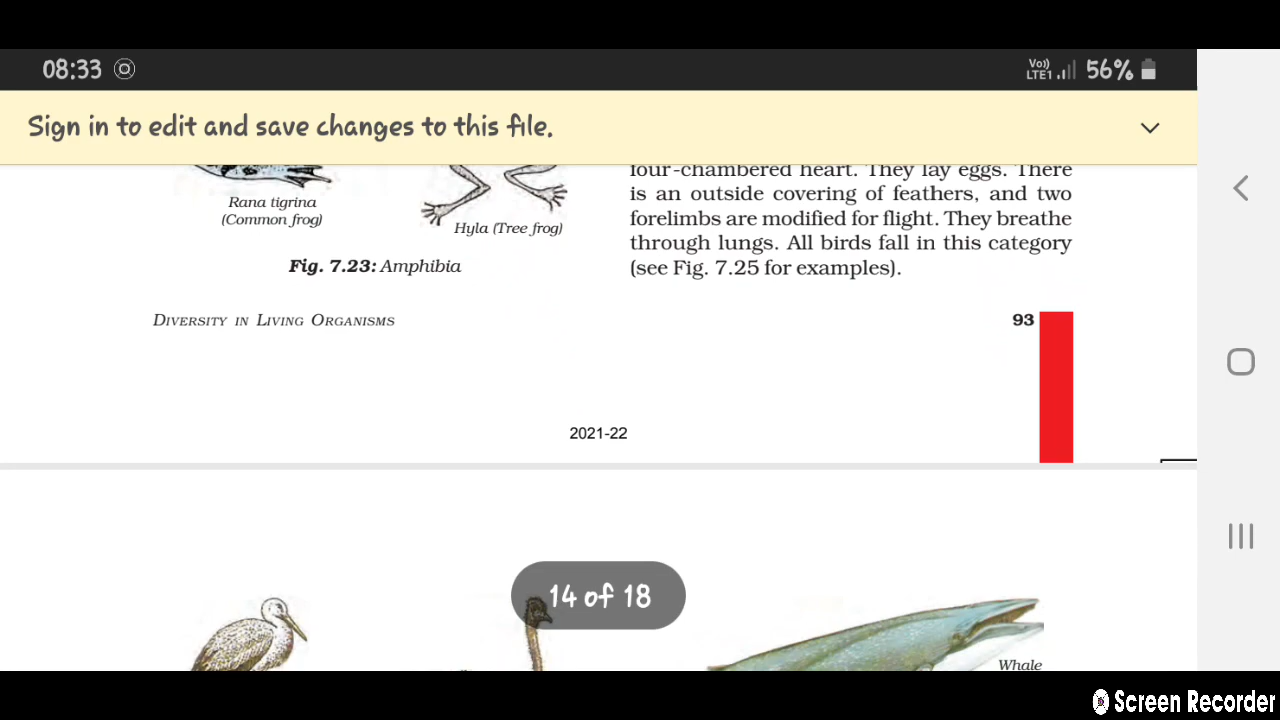 08:33
Vo)) LTE1 56%
Sign in to edit and save changes to this file.
Rana tigrina
(Common frog)
Hyla (Tree frog)
Fig. 7.23: Amphibia
four-chambered heart. They lay eggs. There
is an outside covering of feathers, and two
forelimbs are modified for flight. They breathe
through lungs. All birds fall in this category
(see Fig. 7.25 for examples).
DIVERSITY IN LIVING ORGANISMS
93
2021-22
14 of 18
Whale
Screen Recorder